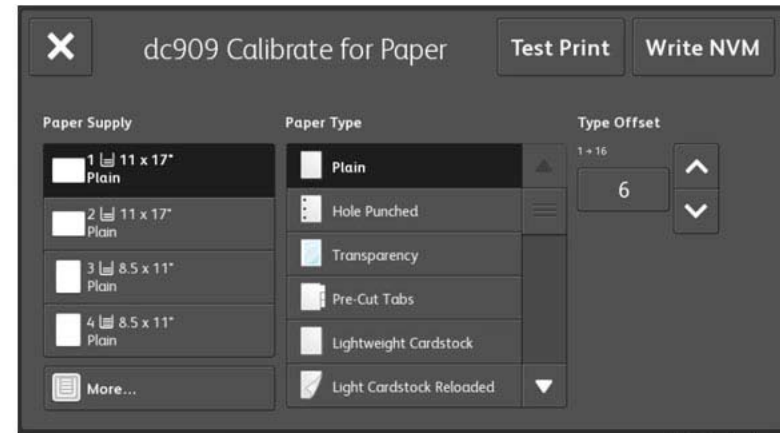 dc909 Calibrate for Paper
Test Print
Write NVM
Paper Supply
Paper Type
Type Offset
1 → 16
6
1 11 x 17"
Plain
2 11 x 17"
Plain
3 8.5 x 11"
Plain
4 8.5 x 11"
Plain
More...
Plain
Hole Punched
Transparency
Pre-Cut Tabs
Lightweight Cardstock
Light Cardstock Reloaded